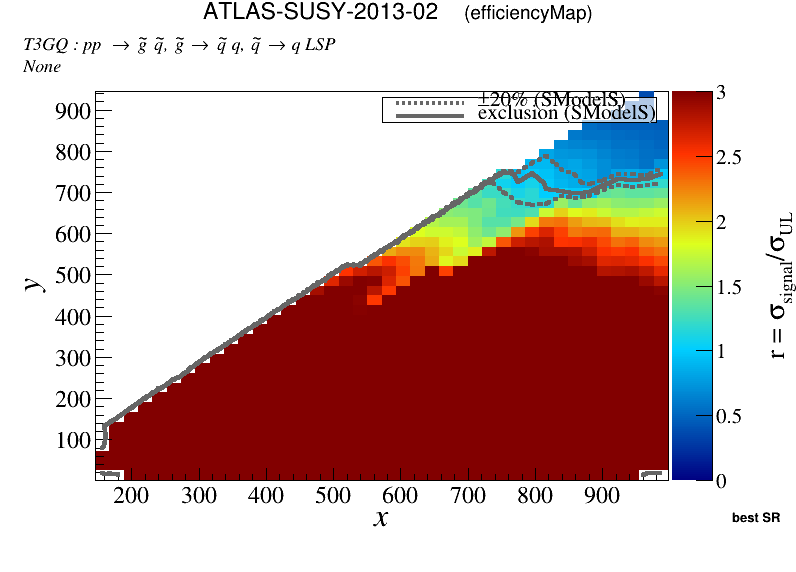 ATLAS-SUSY-2013-02 (efficiencyMap)
T3GQ : pp → g̃ q̃, g̃ → q̃ q, q̃ → q LSP
None
±20% (SModelS)
exclusion (SModelS)
900
800
700
600
500
400
300
200
100
y
200 300 400 500 600 700 800 900
x
3
2.5
2
1.5
1
0.5
0
r = σsignal/σUL
best SR